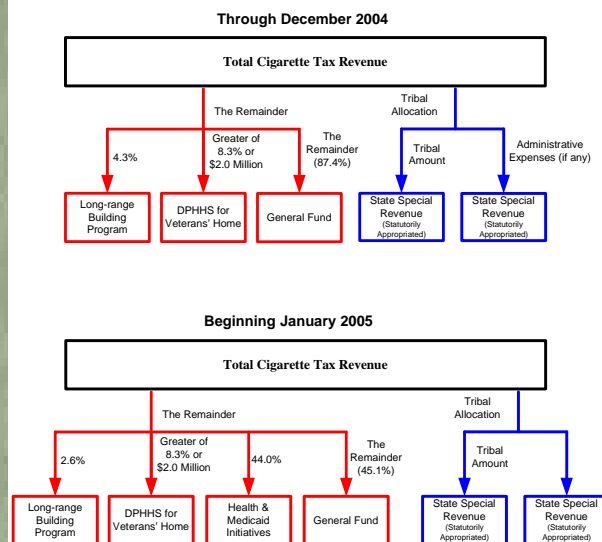 Through December 2004
Total Cigarette Tax Revenue
The Remainder
Tribal
Allocation
4.3%
Greater of
8.3% or
$2.0 Million
The
Remainder
(87.4%)
Tribal
Amount
Administrative
Expenses (if any)
Long-range
Building
Program
DPHHS for
Veterans' Home
General Fund
State Special
Revenue
(Statutorily
Appropriated)
State Special
Revenue
(Statutorily
Appropriated)
Beginning January 2005
Total Cigarette Tax Revenue
The Remainder
Tribal
Allocation
2.6%
Greater of
8.3% or
$2.0 Million
44.0%
The
Remainder
(45.1%)
Tribal
Amount
Long-range
Building
Program
DPHHS for
Veterans' Home
Health &
Medicaid
Initiatives
General Fund
State Special
Revenue
(Statutorily
Appropriated)
State Special
Revenue
(Statutorily
Appropriated)